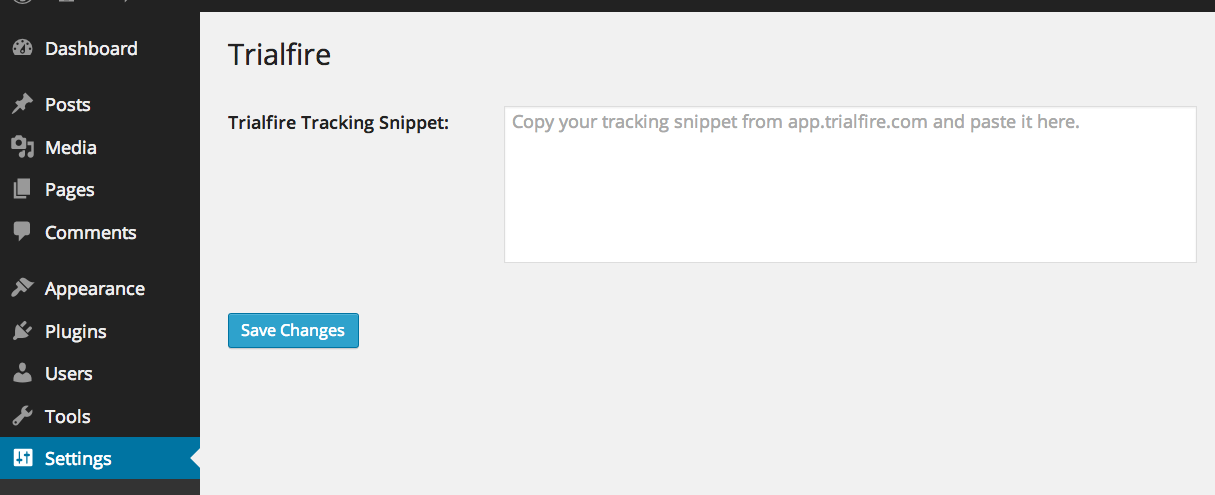 Dashboard
Posts
Media
Pages
Comments
Appearance
Plugins
Users
Tools
Settings
Trialfire
Trialfire Tracking Snippet:
Copy your tracking snippet from app.trialfire.com and paste it here.
Save Changes